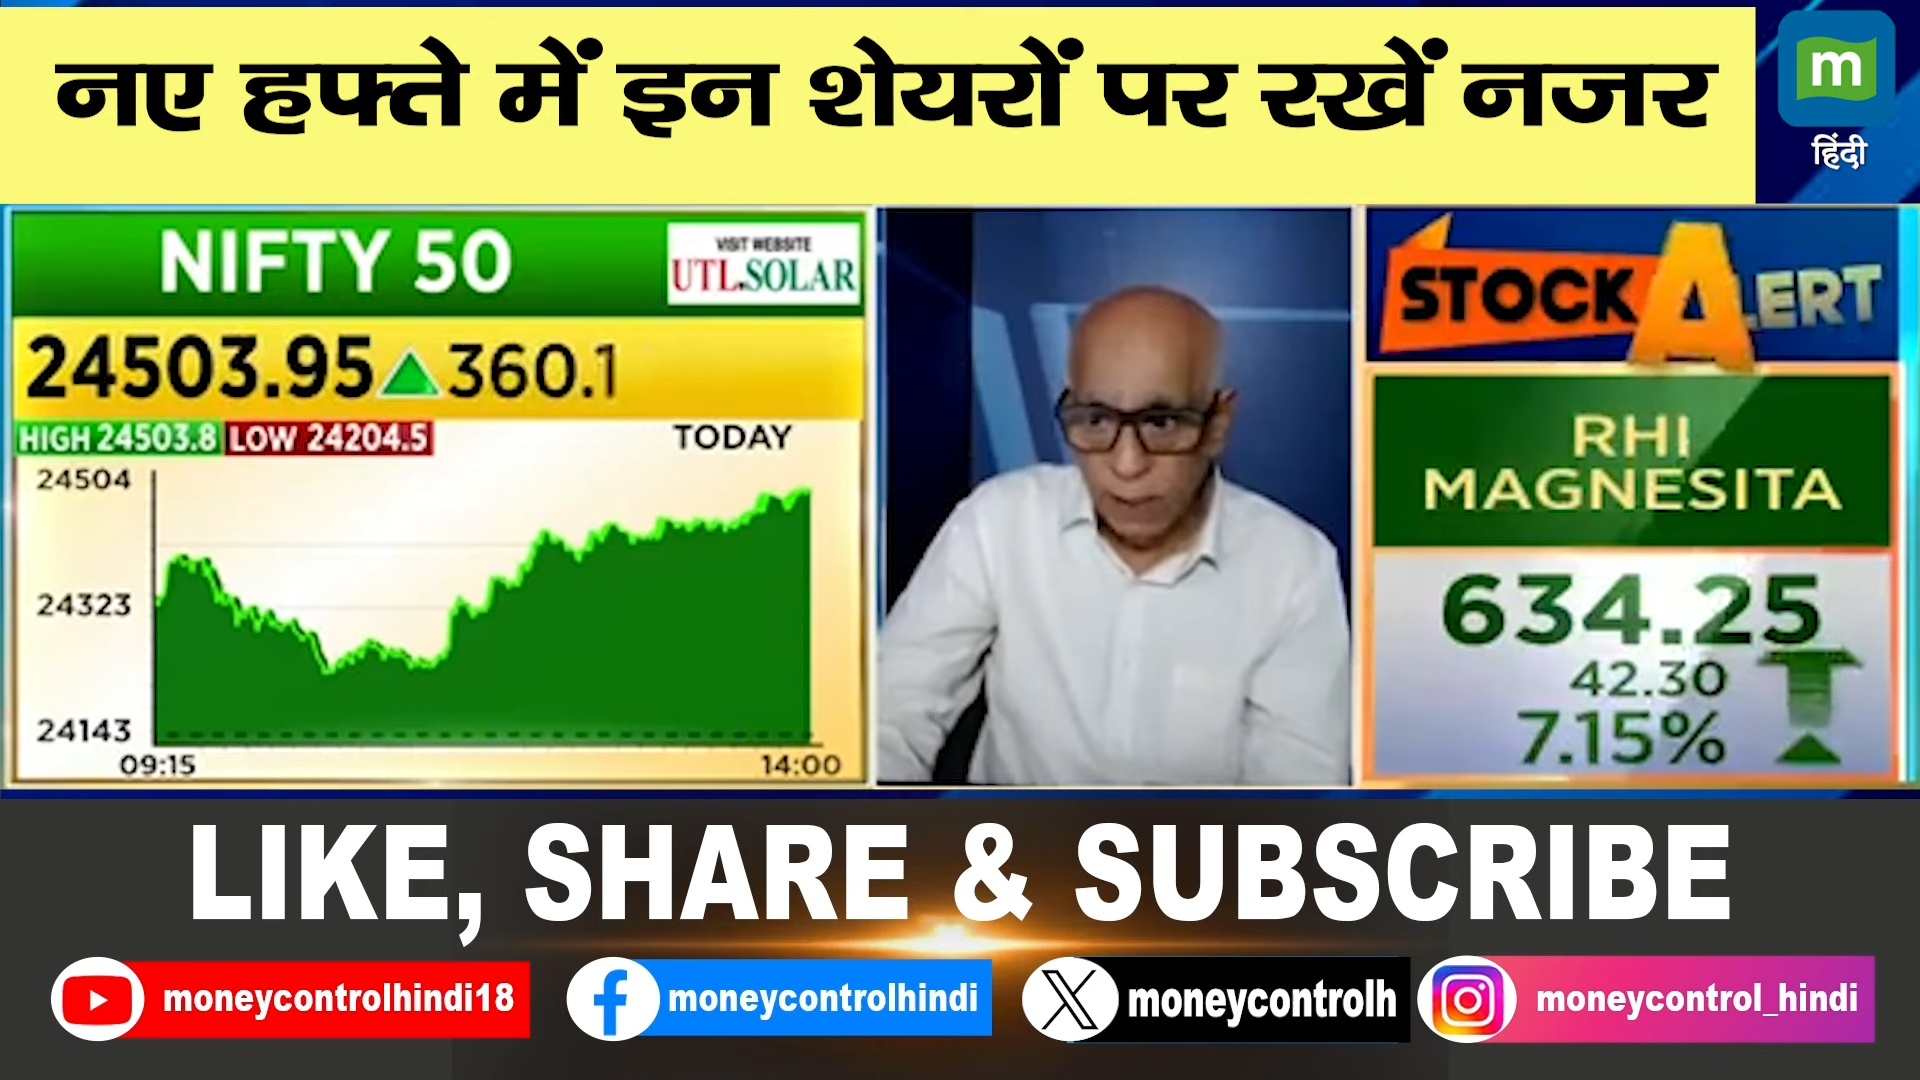 नए हफ्ते में इन शेयरों पर रखें नजर
m
हिंदी
NIFTY 50
VISIT WEBSITE
UTL.SOLAR
24503.95 360.1
HIGH 24503.8 LOW 24204.5
TODAY
24504
24323
24143
09:15 14:00
STOCK ALERT
RHI
MAGNESITA
634.25
42.30
7.15%
LIKE, SHARE & SUBSCRIBE
moneycontrolhindi18
moneycontrolhindi
moneycontrolh
moneycontrol_hindi